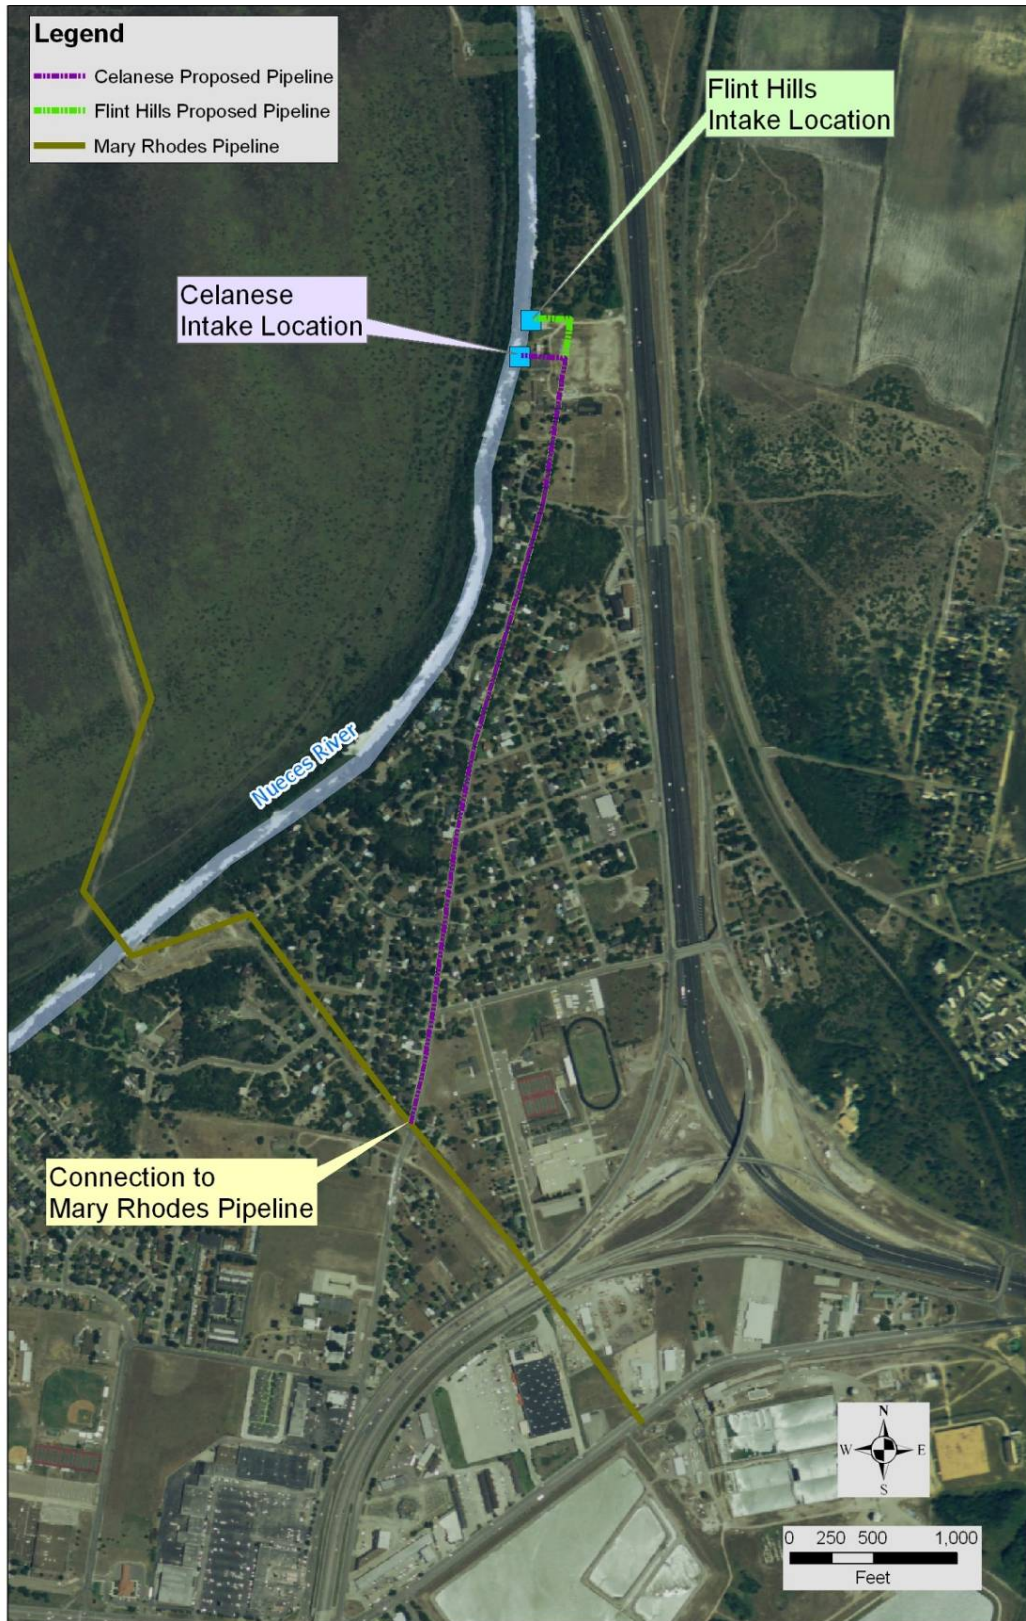 Legend
Celanese Proposed Pipeline
Flint Hills Proposed Pipeline
Mary Rhodes Pipeline
Flint Hills
Intake Location
Celanese
Intake Location
Nueces River
Connection to
Mary Rhodes Pipeline
N
W E
S
0 250 500 1,000
Feet